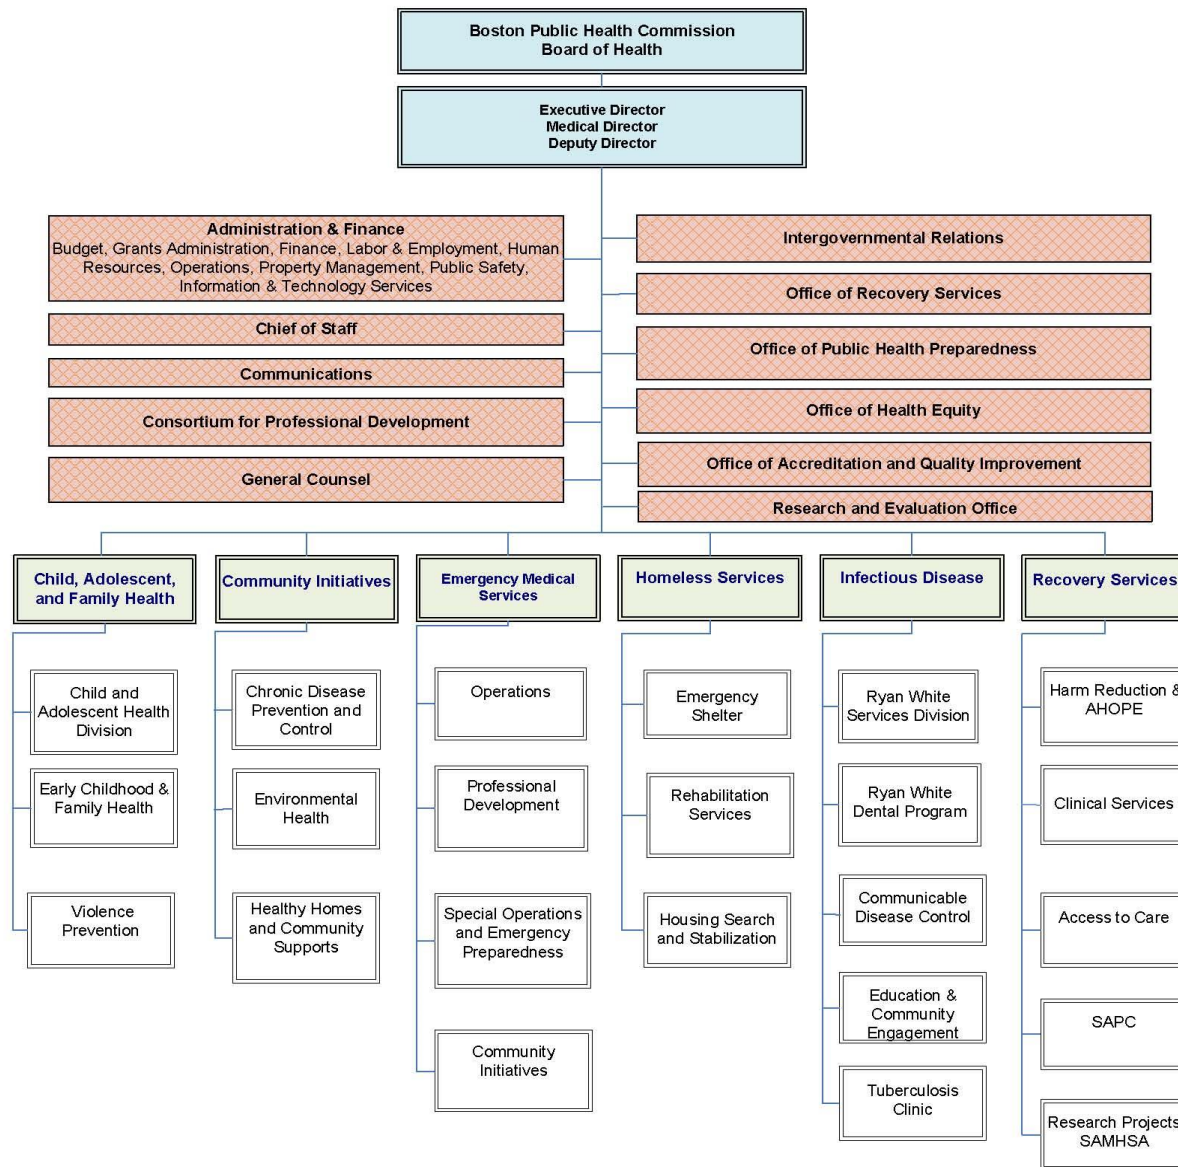 Boston Public Health Commission
Board of Health
Executive Director
Medical Director
Deputy Director
Administration & Finance
Budget, Grants Administration, Finance, Labor & Employment, Human
Resources, Operations, Property Management, Public Safety,
Information & Technology Services
Chief of Staff
Communications
Consortium for Professional Development
General Counsel
Intergovernmental Relations
Office of Recovery Services
Office of Public Health Preparedness
Office of Health Equity
Office of Accreditation and Quality Improvement
Research and Evaluation Office
Child, Adolescent,
and Family Health
Child and
Adolescent Health
Division
Early Childhood &
Family Health
Violence
Prevention
Community Initiatives
Chronic Disease
Prevention and
Control
Environmental
Health
Healthy Homes
and Community
Supports
Emergency Medical
Services
Operations
Professional
Development
Special Operations
and Emergency
Preparedness
Community
Initiatives
Homeless Services
Emergency
Shelter
Rehabilitation
Services
Housing Search
and Stabilization
Infectious Disease
Ryan White
Services Division
Ryan White
Dental Program
Communicable
Disease Control
Education &
Community
Engagement
Tuberculosis
Clinic
Recovery Services
Harm Reduction &
AHOPE
Clinical Services
Access to Care
SAPC
Research Projects
SAMHSA